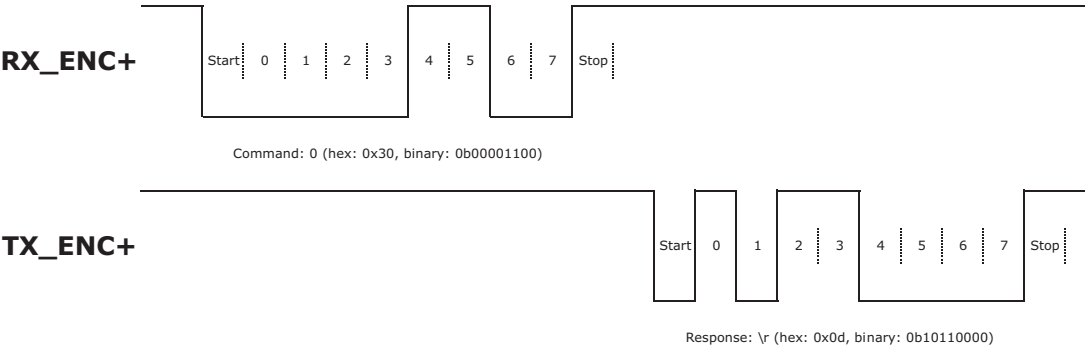 RX_ENC+
Start 0 1 2 3 4 5 6 7 Stop
Command: 0 (hex: 0x30, binary: 0b00001100)
TX_ENC+
Start 0 1 2 3 4 5 6 7 Stop
Response: \r (hex: 0x0d, binary: 0b10110000)